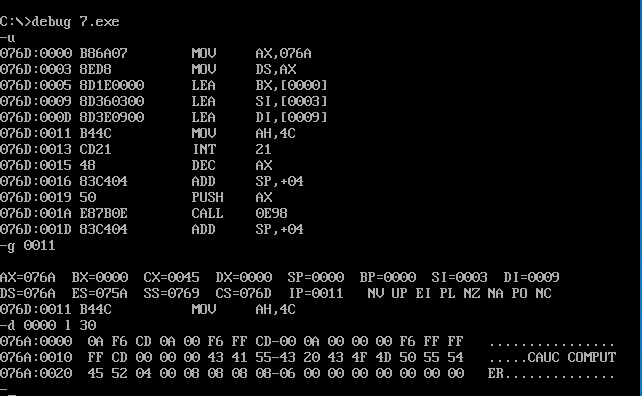 C:\>debug 7.exe
-u
076D:0000 B86A07 MOV AX,076A
076D:0003 8ED8 MOV DS,AX
076D:0005 8D1E0000 LEA BX,[0000]
076D:0009 8D360300 LEA SI,[0003]
076D:000D 8D3E0900 LEA DI,[0009]
076D:0011 B44C MOV AH,4C
076D:0013 CD21 INT 21
076D:0015 48 DEC AX
076D:0016 83C404 ADD SP,+04
076D:0019 50 PUSH AX
076D:001A E87B0E CALL 0E98
076D:001D 83C404 ADD SP,+04
-g 0011
AX=076A BX=0000 CX=0045 DX=0000 SP=0000 BP=0000 SI=0003 DI=0009
DS=076A ES=075A SS=0769 CS=076D IP=0011 NV UP EI PL NZ NA PO NC
076D:0011 B44C MOV AH,4C
-d 0000 l 30
076A:0000 0A F6 CD 0A 00 F6 FF CD-00 0A 00 00 00 F6 FF FF ................
076A:0010 FF CD 00 00 00 43 41 55-43 20 43 4F 4D 50 55 54 .....CAUC COMPUT
076A:0020 45 52 04 00 08 08 08 08-06 00 00 00 00 00 00 00 ER..............
-